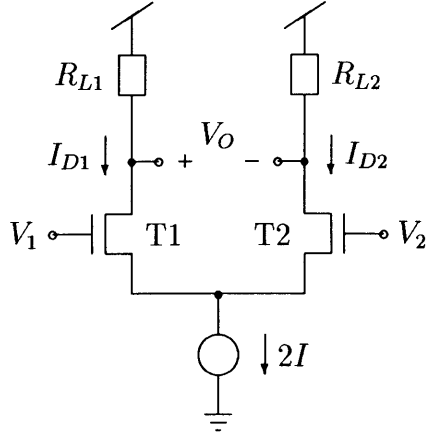 R_{L1} R_{L2}
I_{D1} + V_O − I_{D2}
V_1 T1 T2 V_2
2I